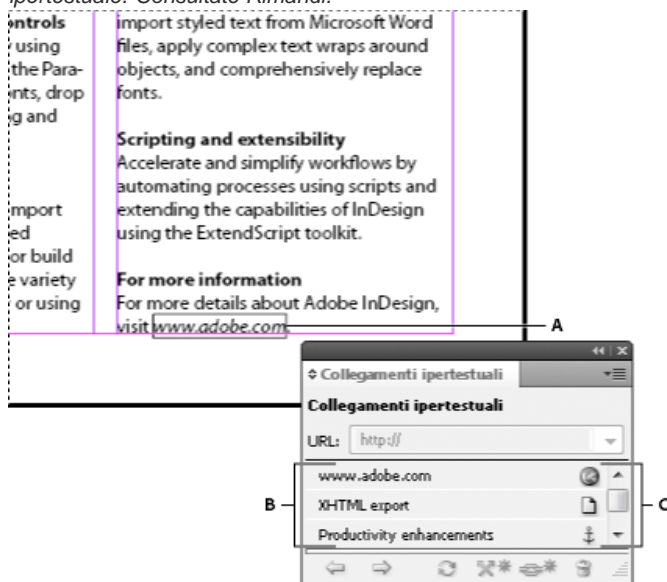 ipertestuale. Consultate Rimandi.
ontrols
using
the Para-
nts, drop
g and
mport
ed
or build
variety
or using
import styled text from Microsoft Word
files, apply complex text wraps around
objects, and comprehensively replace
fonts.
Scripting and extensibility
Accelerate and simplify workflows by
automating processes using scripts and
extending the capabilities of InDesign
using the ExtendScript toolkit.
For more information
For more details about Adobe InDesign,
visit www.adobe.com.
A
Collegamenti ipertestuali
Collegamenti ipertestuali
URL: http://
www.adobe.com
XHTML export
Productivity enhancements
B
C